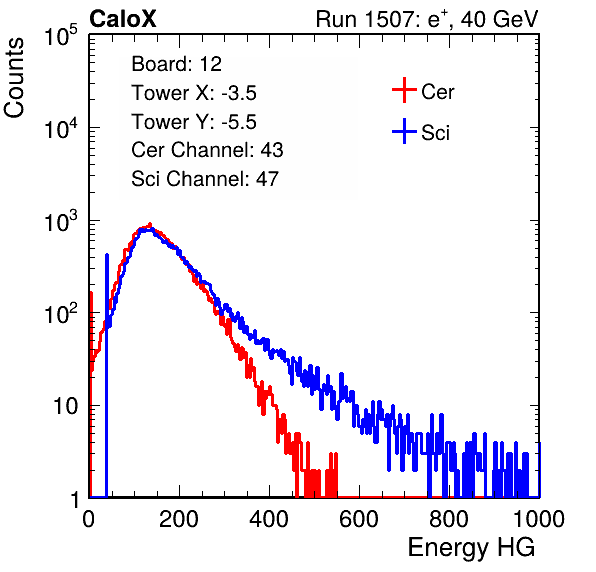 CaloX Run 1507: e⁺, 40 GeV
Counts
Board: 12
Tower X: -3.5
Tower Y: -5.5
Cer Channel: 43
Sci Channel: 47
Cer
Sci
10⁵
10⁴
10³
10²
10
1
0 200 400 600 800 1000
Energy HG